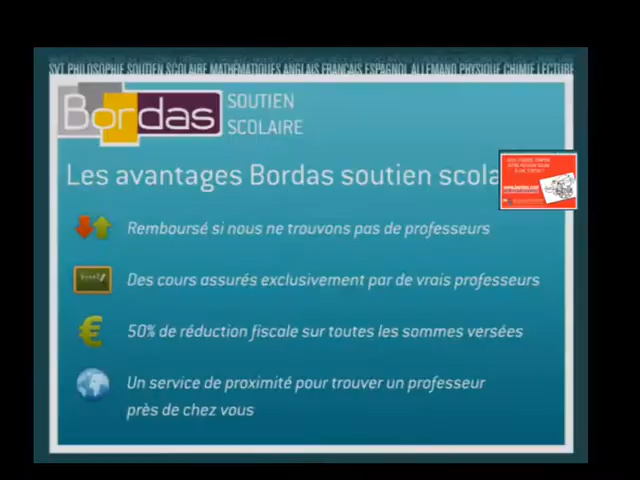 SVT PHILOSOPHIE SOUTIEN SCOLAIRE MATHÉMATIQUES ANGLAIS FRANÇAIS ESPAGNOL ALLEMAND PHYSIQUE CHIMIE LECTURE
Bordas SOUTIEN
SCOLAIRE
Les avantages Bordas soutien scola
Remboursé si nous ne trouvons pas de professeurs
Des cours assurés exclusivement par de vrais professeurs
50% de réduction fiscale sur toutes les sommes versées
Un service de proximité pour trouver un professeur
près de chez vous